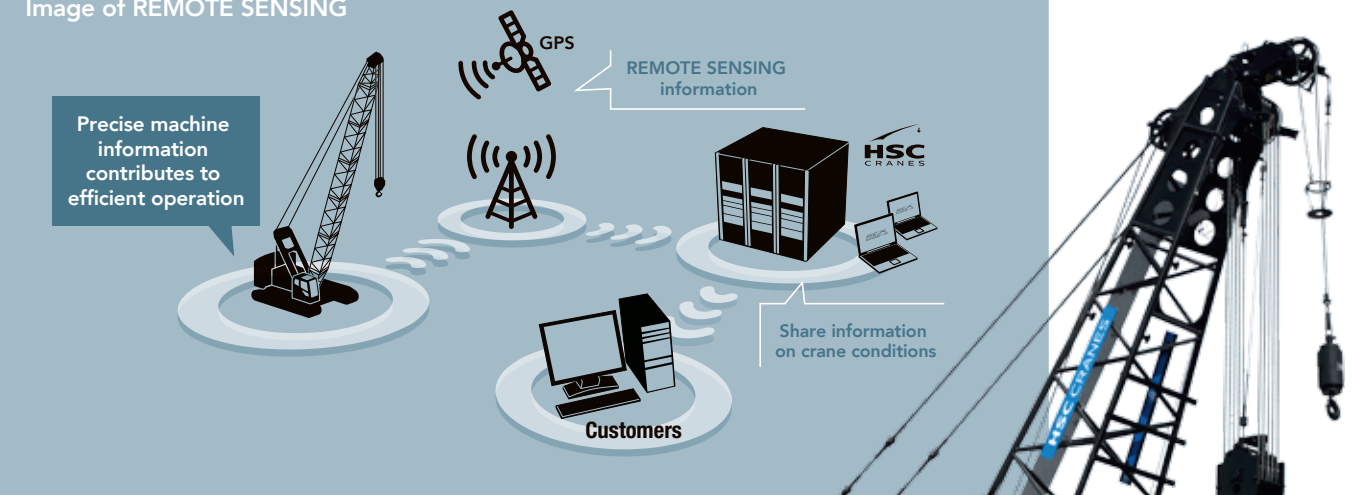 Image of REMOTE SENSING
GPS
REMOTE SENSING
information
Precise machine
information
contributes to
efficient operation
HSC
CRANES
Share information
on crane conditions
Customers
HSC CRANES